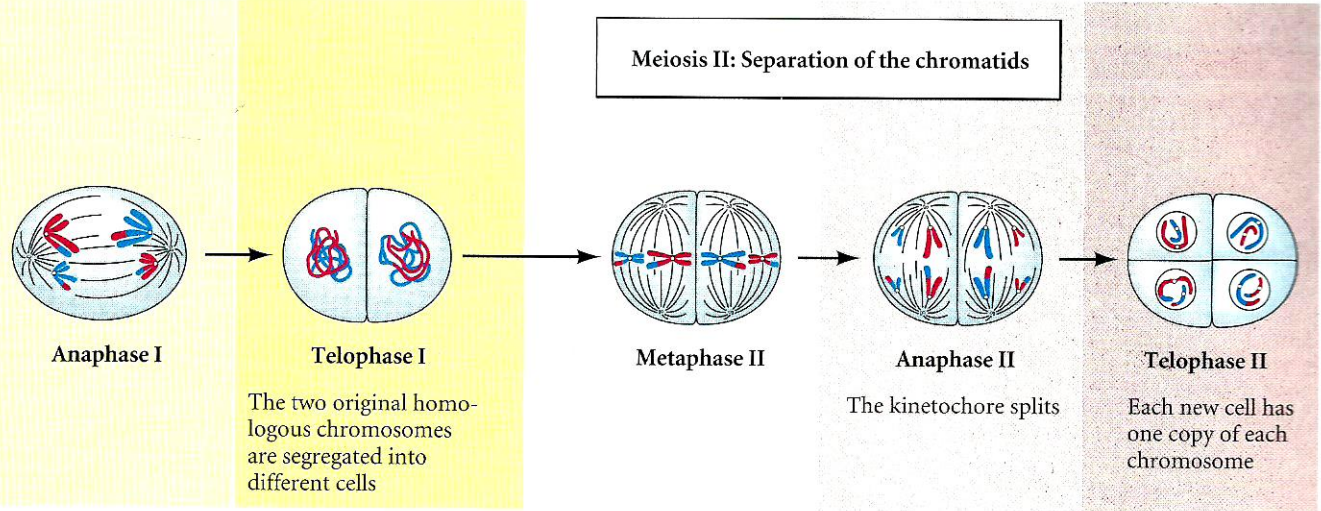 Meiosis II: Separation of the chromatids
Anaphase I
Telophase I
The two original homo-
logous chromosomes
are segregated into
different cells
Metaphase II
Anaphase II
The kinetochore splits
Telophase II
Each new cell has
one copy of each
chromosome